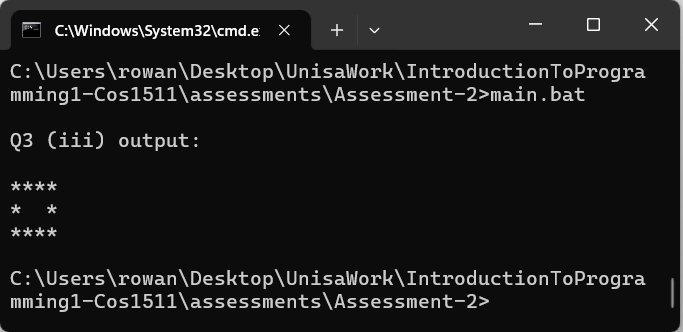 C:\Windows\System32\cmd.e
C:\Users\rowan\Desktop\UnisaWork\IntroductionToProgra
mming1-Cos1511\assessments\Assessment-2>main.bat
Q3 (iii) output:
****
*  *
****
C:\Users\rowan\Desktop\UnisaWork\IntroductionToProgra
mming1-Cos1511\assessments\Assessment-2>